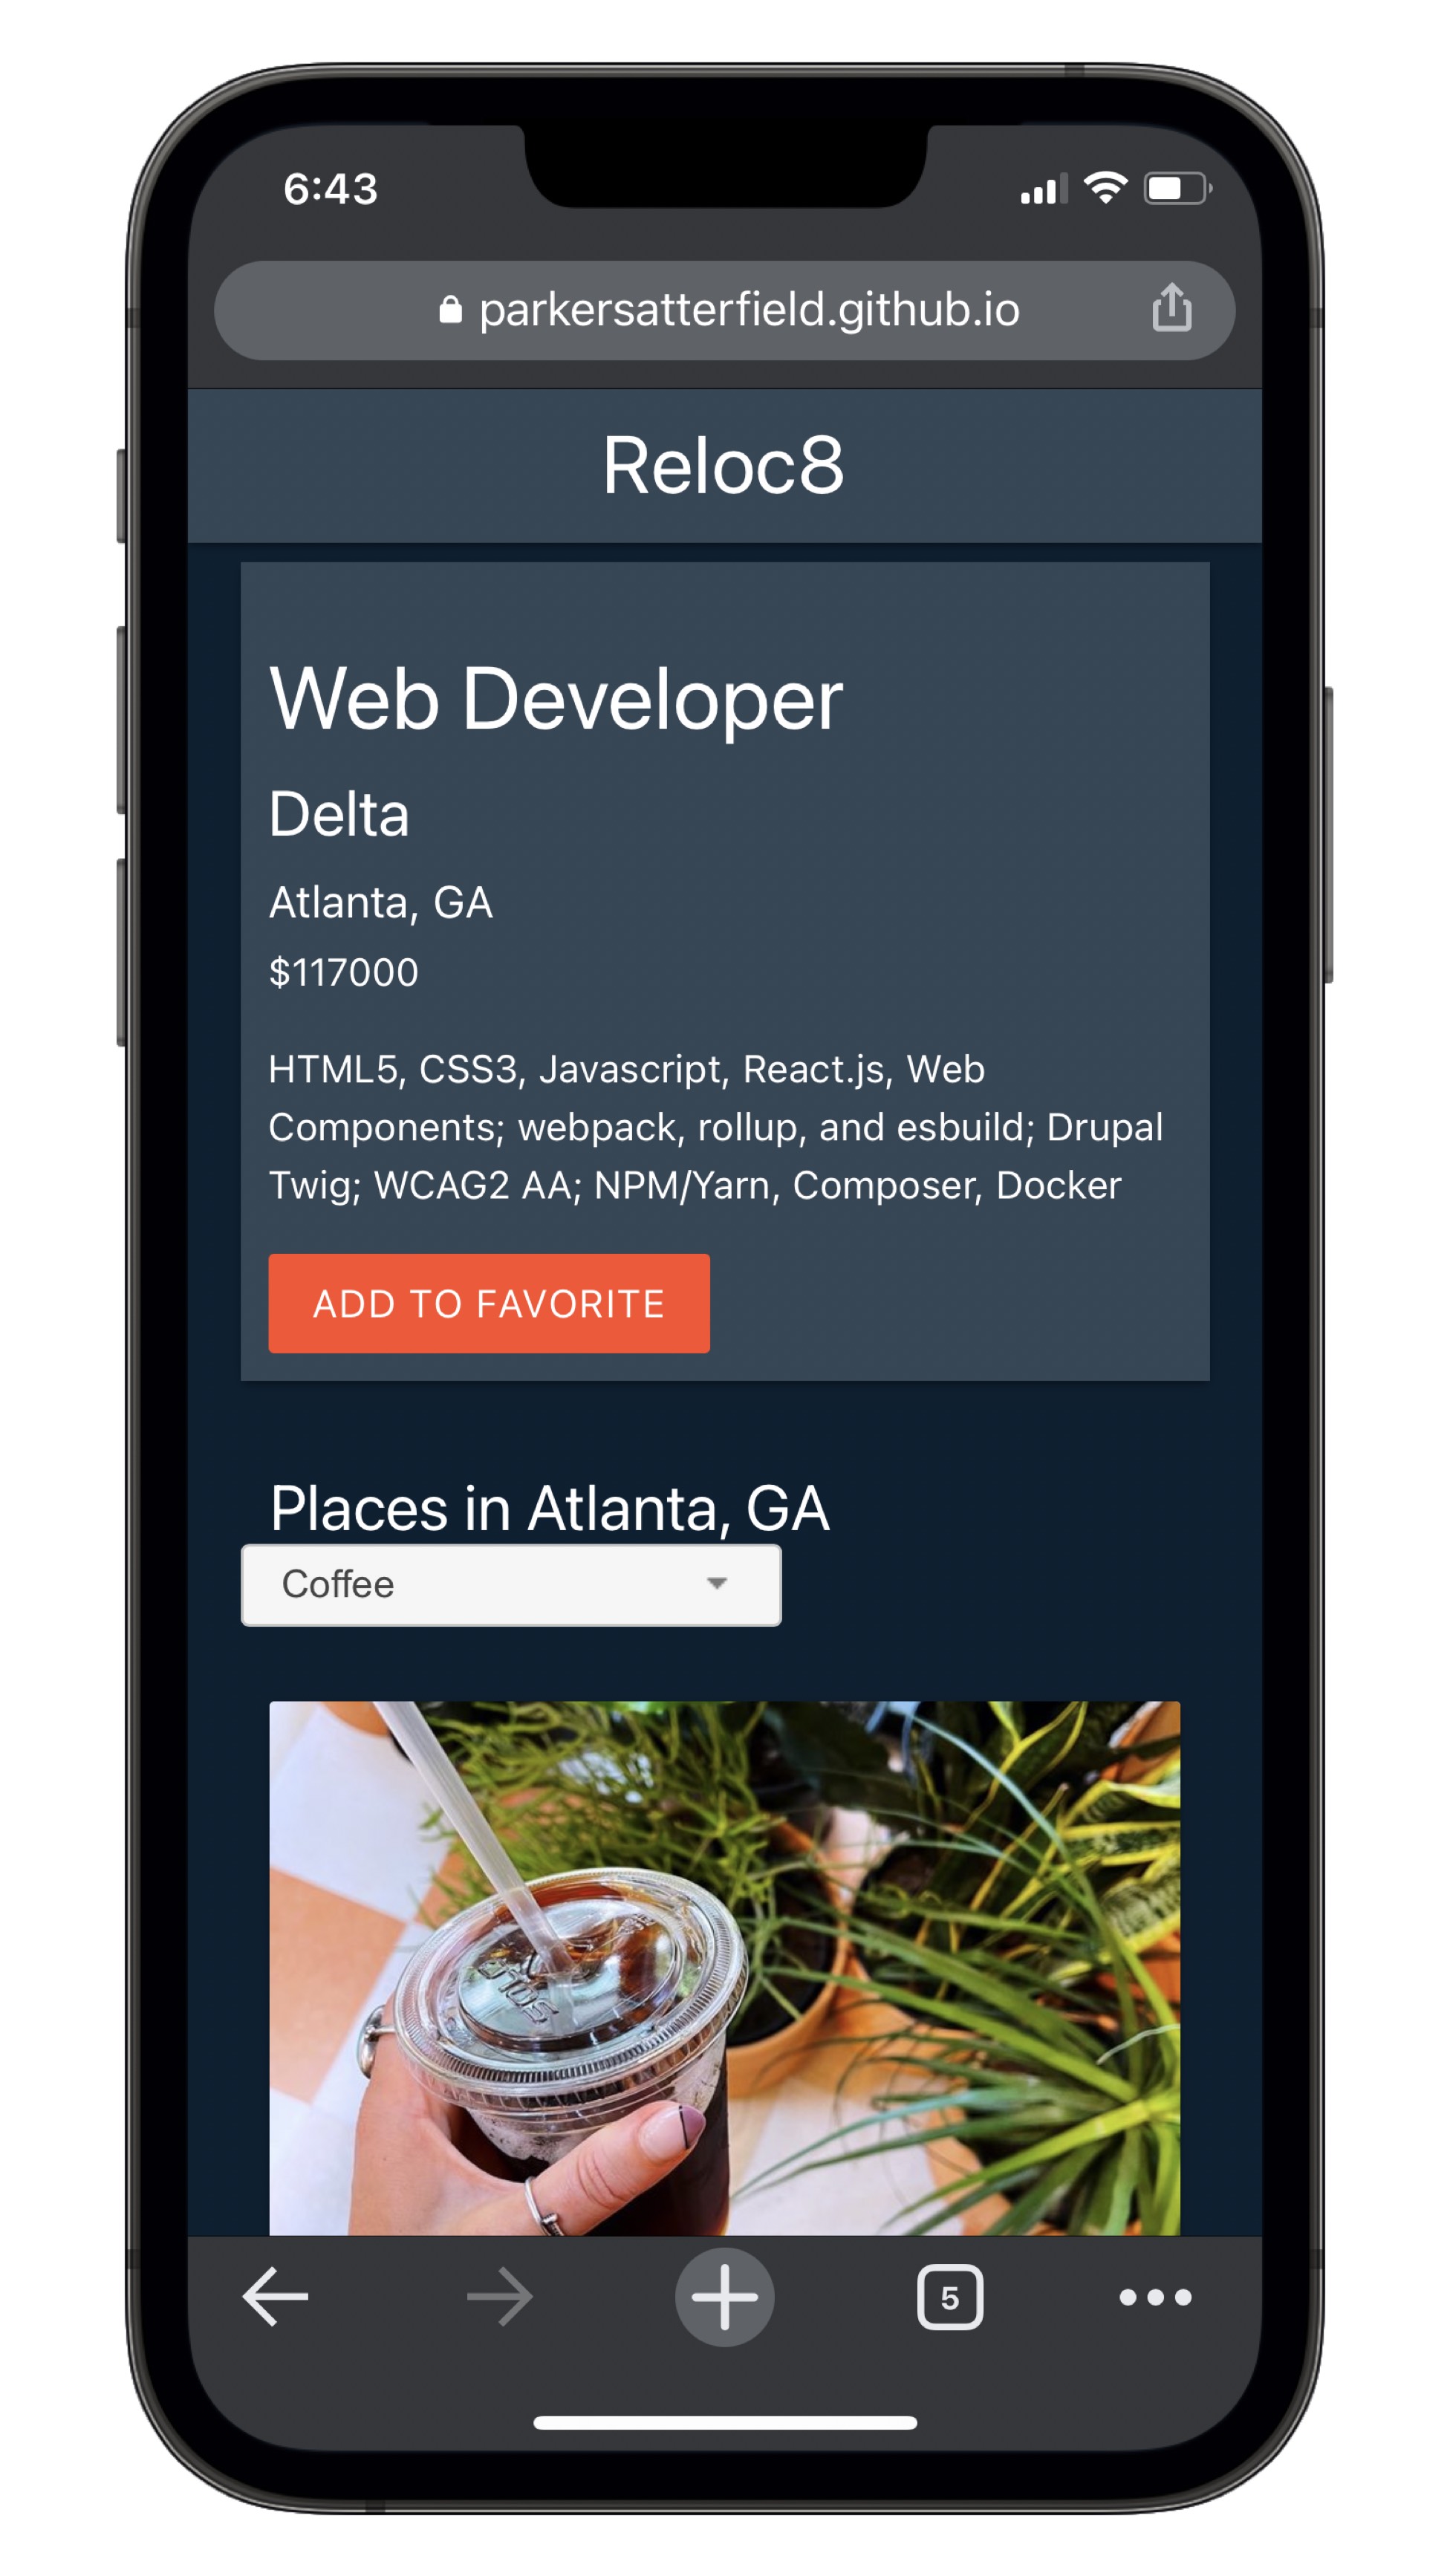 6:43
parkersatterfield.github.io
Reloc8
Web Developer
Delta
Atlanta, GA
$117000
HTML5, CSS3, Javascript, React.js, Web
Components; webpack, rollup, and esbuild; Drupal
Twig; WCAG2 AA; NPM/Yarn, Composer, Docker
ADD TO FAVORITE
Places in Atlanta, GA
Coffee
SOLO
5